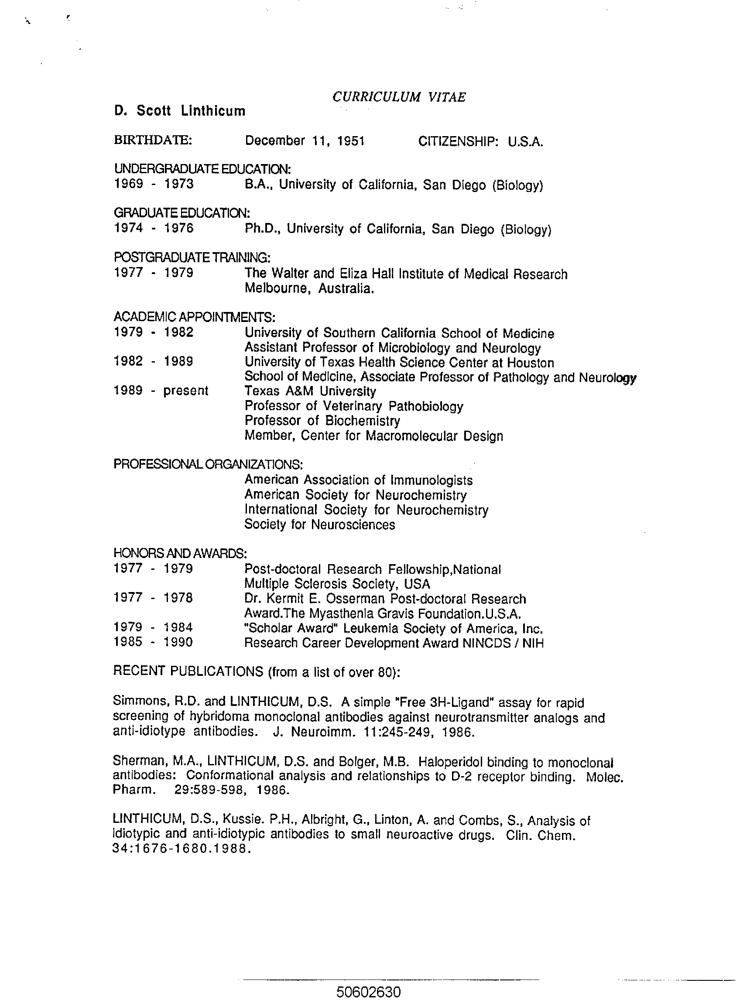 CURRICULUM VITAE
D. Scott Linthicum
BIRTHDATE: December 11, 1951 CITIZENSHIP: U.S.A.
UNDERGRADUATE EDUCATION:
1969 - 1973 B.A., University of California, San Diego (Biology)
GRADUATE EDUCATION:
1974 - 1976 Ph.D., University of California, San Diego (Biology)
POSTGRADUATE TRAINING:
1977 - 1979 The Walter and Eliza Hall Institute of Medical Research
Melbourne, Australia.
ACADEMIC APPOINTMENTS:
1979 - 1982 University of Southern California School of Medicine
Assistant Professor of Microbiology and Neurology
1982 - 1989 University of Texas Health Science Center at Houston
School of Medicine, Associate Professor of Pathology and Neurology
1989 - present Texas A&M University
Professor of Veterinary Pathobiology
Professor of Biochemistry
Member, Center for Macromolecular Design
PROFESSIONAL ORGANIZATIONS:
American Association of Immunologists
American Society for Neurochemistry
International Society for Neurochemistry
Society for Neurosciences
HONORS AND AWARDS:
1977 - 1979 Post-doctoral Research Fellowship,National
Multiple Sclerosis Society, USA
1977 - 1978 Dr. Kermit E. Osserman Post-doctoral Research
Award.The Myasthenia Gravis Foundation.U.S.A.
1979 - 1984 "Scholar Award" Leukemia Society of America, Inc.
1985 - 1990 Research Career Development Award NINCDS / NIH
RECENT PUBLICATIONS (from a list of over 80):
Simmons, R.D. and LINTHICUM, D.S. A simple "Free 3H-Ligand" assay for rapid
screening of hybridoma monoclonal antibodies against neurotransmitter analogs and
anti-idiotype antibodies. J. Neuroimm. 11:245-249, 1986.
Sherman, M.A., LINTHICUM, D.S. and Bolger, M.B. Haloperidol binding to monoclonal
antibodies: Conformational analysis and relationships to D-2 receptor binding. Molec.
Pharm. 29:589-598, 1986.
LINTHICUM, D.S., Kussie. P.H., Albright, G., Linton, A. and Combs, S., Analysis of
idiotypic and anti-idiotypic antibodies to small neuroactive drugs. Clin. Chem.
34:1676-1680.1988.
50602630